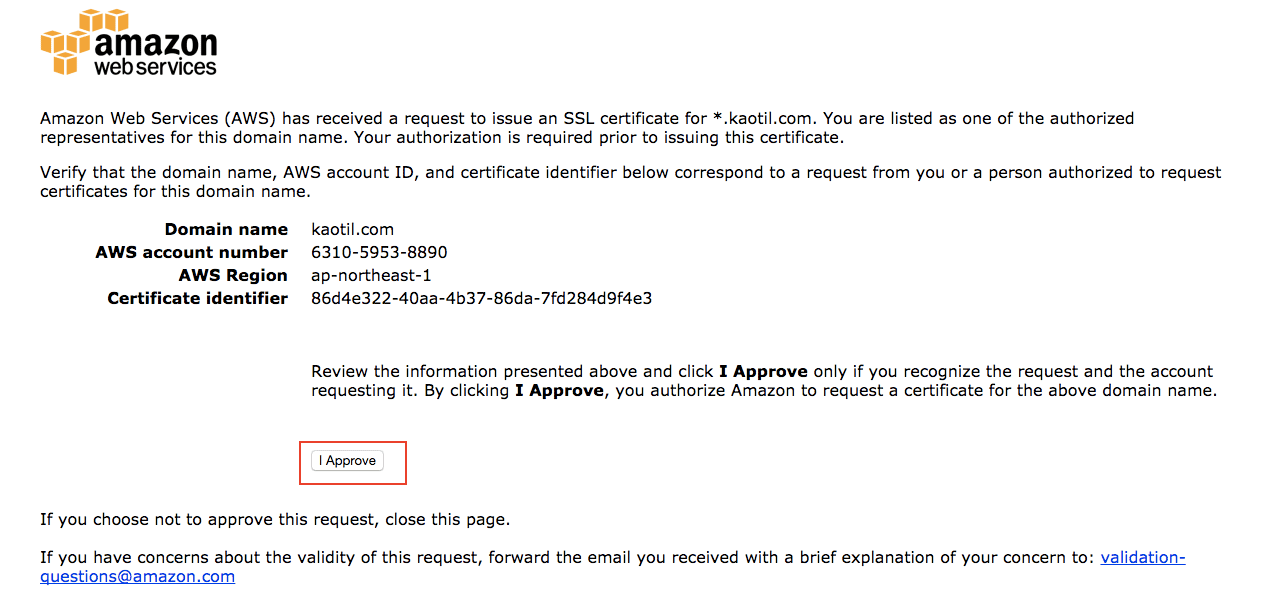 amazon
web services
Amazon Web Services (AWS) has received a request to issue an SSL certificate for *.kaotil.com. You are listed as one of the authorized
representatives for this domain name. Your authorization is required prior to issuing this certificate.
Verify that the domain name, AWS account ID, and certificate identifier below correspond to a request from you or a person authorized to request
certificates for this domain name.
Domain name kaotil.com
AWS account number 6310-5953-8890
AWS Region ap-northeast-1
Certificate identifier 86d4e322-40aa-4b37-86da-7fd284d9f4e3
Review the information presented above and click I Approve only if you recognize the request and the account
requesting it. By clicking I Approve, you authorize Amazon to request a certificate for the above domain name.
I Approve
If you choose not to approve this request, close this page.
If you have concerns about the validity of this request, forward the email you received with a brief explanation of your concern to: validation-
questions@amazon.com